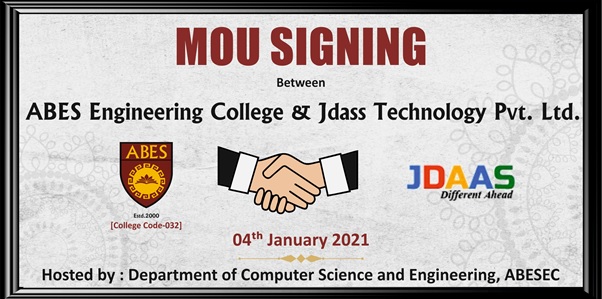 MOU SIGNING
Between
ABES Engineering College & Jdass Technology Pvt. Ltd.
ABES
JDAAS
Different Ahead
Estd.2000
[College Code-032]
04th January 2021
Hosted by : Department of Computer Science and Engineering, ABESEC